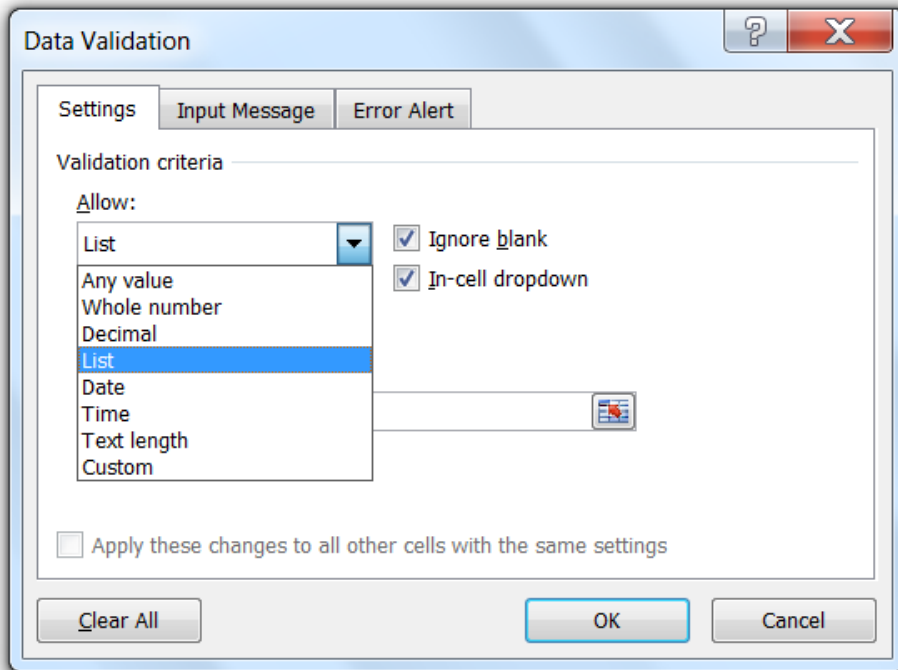 Data Validation
?
X
Settings
Input Message
Error Alert
Validation criteria
Allow:
List
Ignore blank
In-cell dropdown
Any value
Whole number
Decimal
List
Date
Time
Text length
Custom
Apply these changes to all other cells with the same settings
Clear All
OK
Cancel